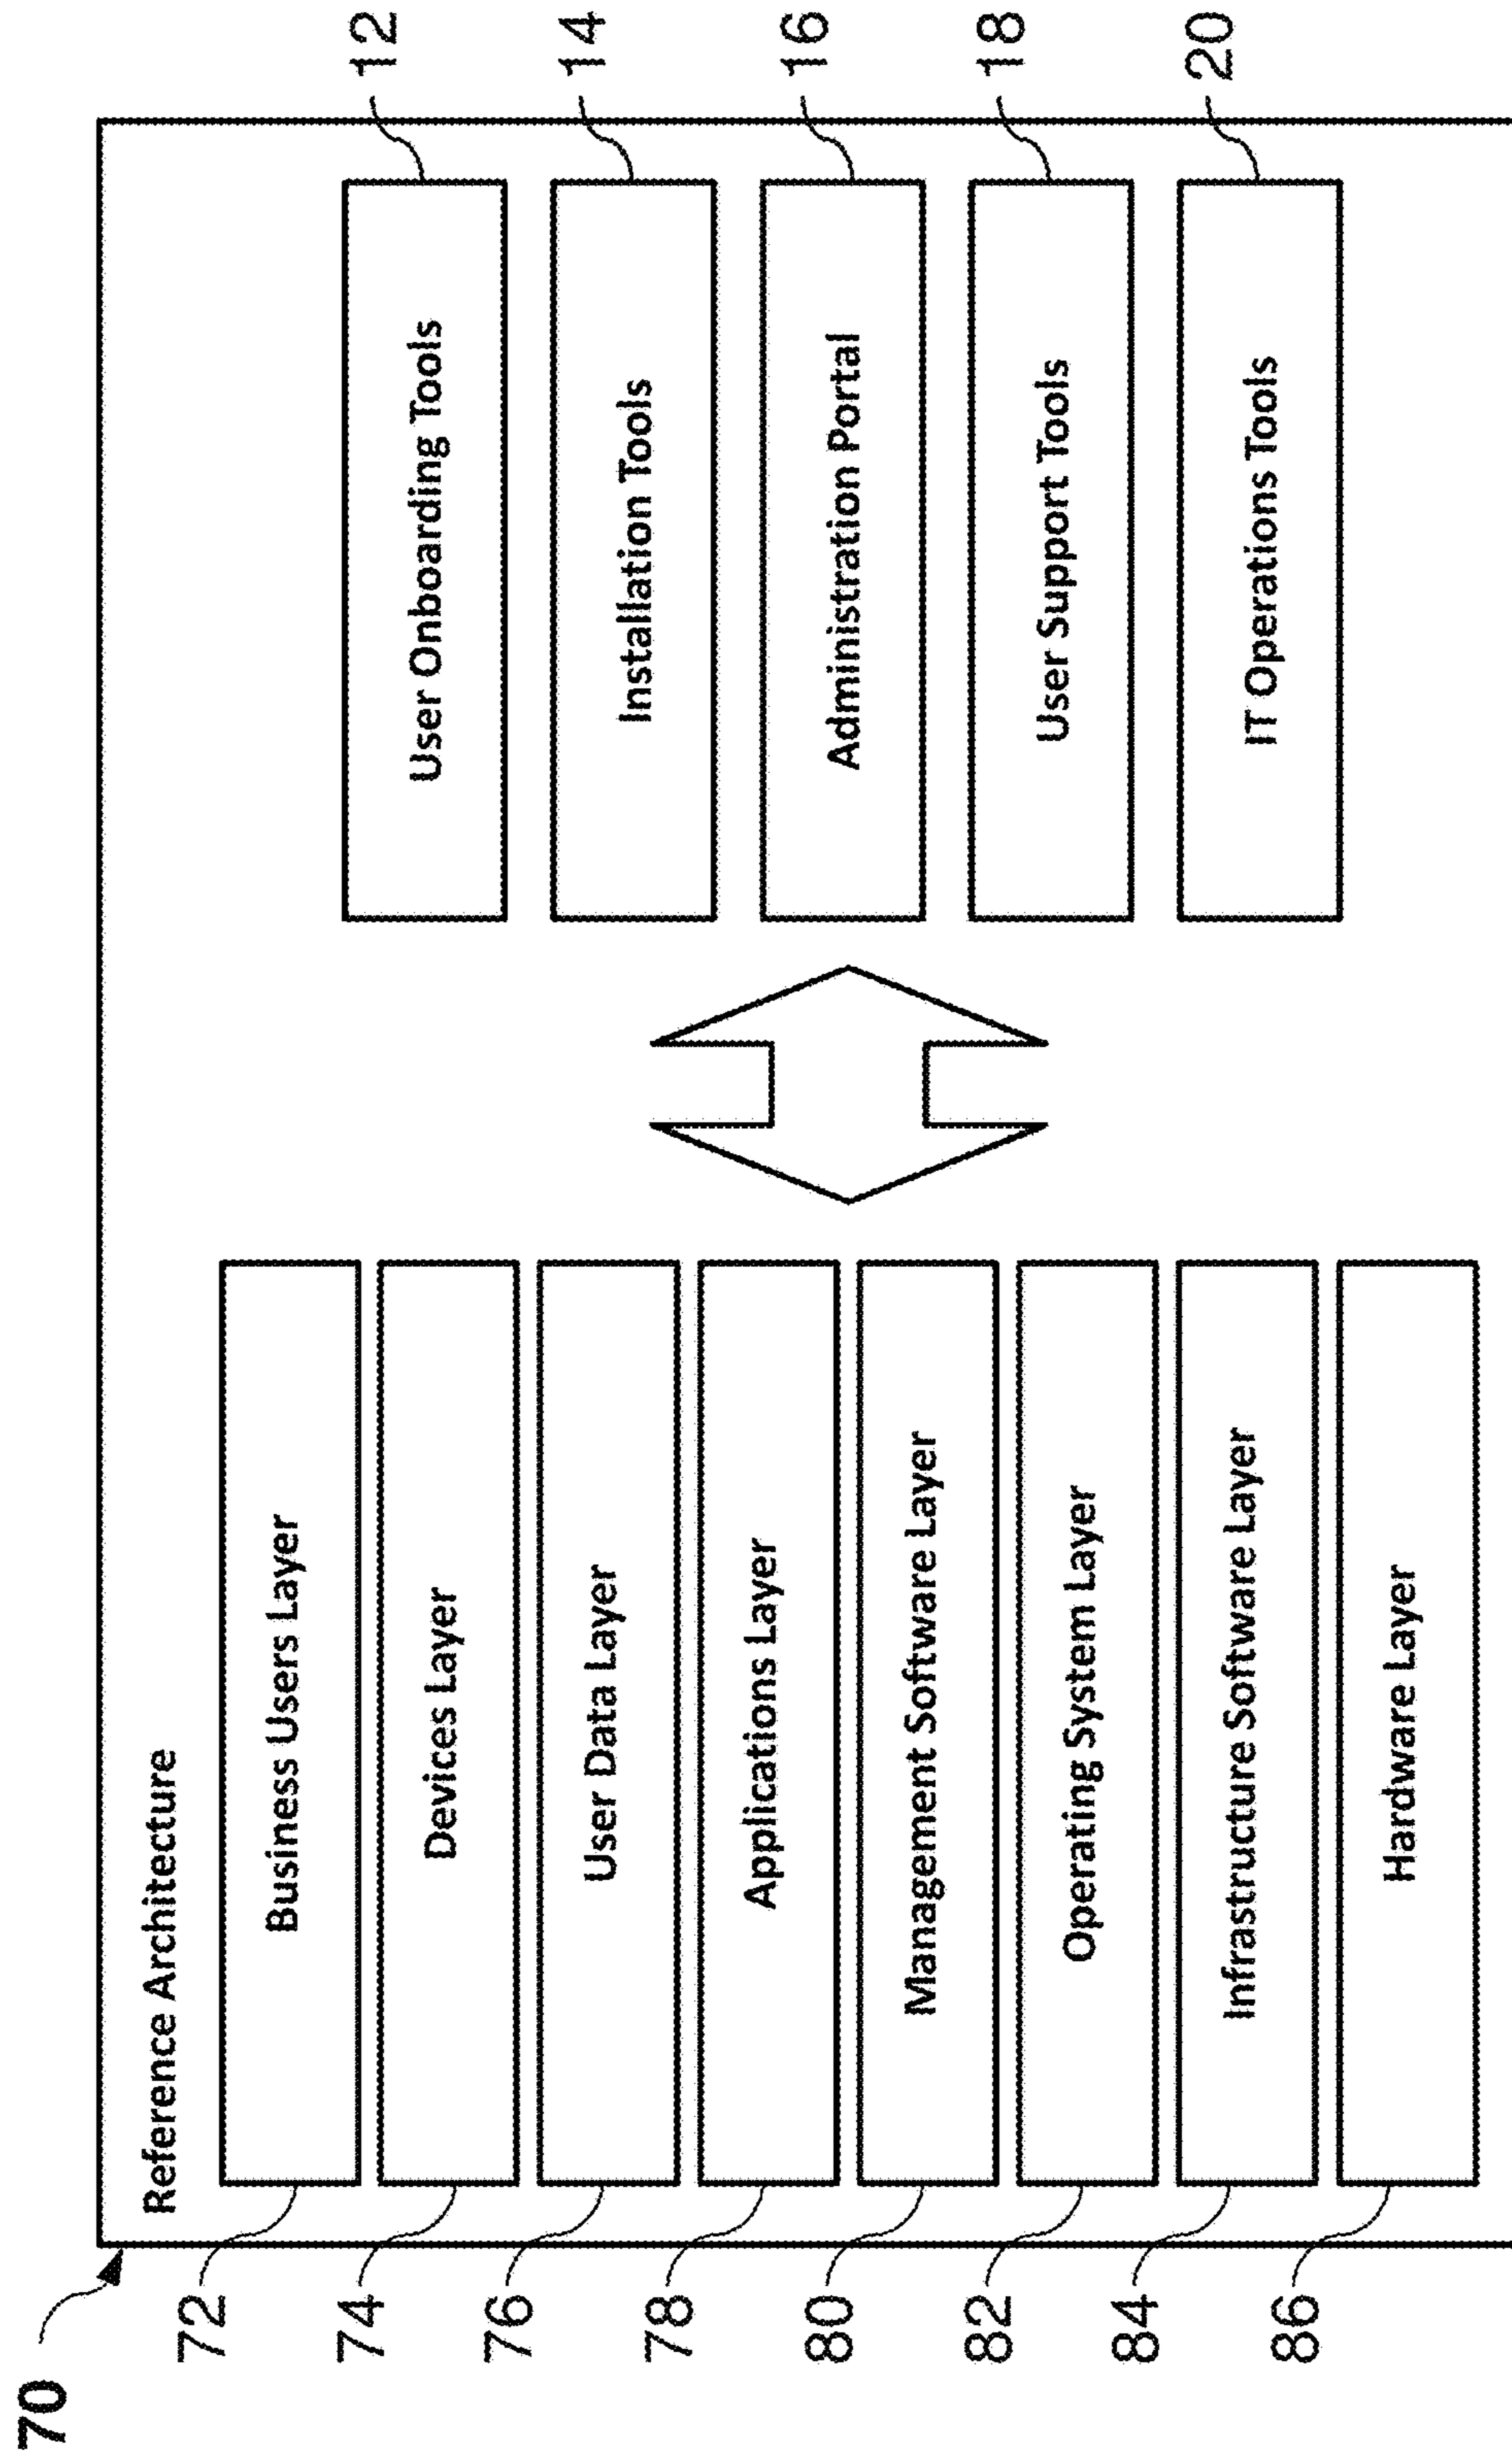 70
Reference Architecture
72
Business Users Layer
74
Devices Layer
76
User Data Layer
78
Applications Layer
80
Management Software Layer
82
Operating System Layer
84
Infrastructure Software Layer
86
Hardware Layer
User Onboarding Tools
12
Installation Tools
14
Administration Portal
16
User Support Tools
18
IT Operations Tools
20